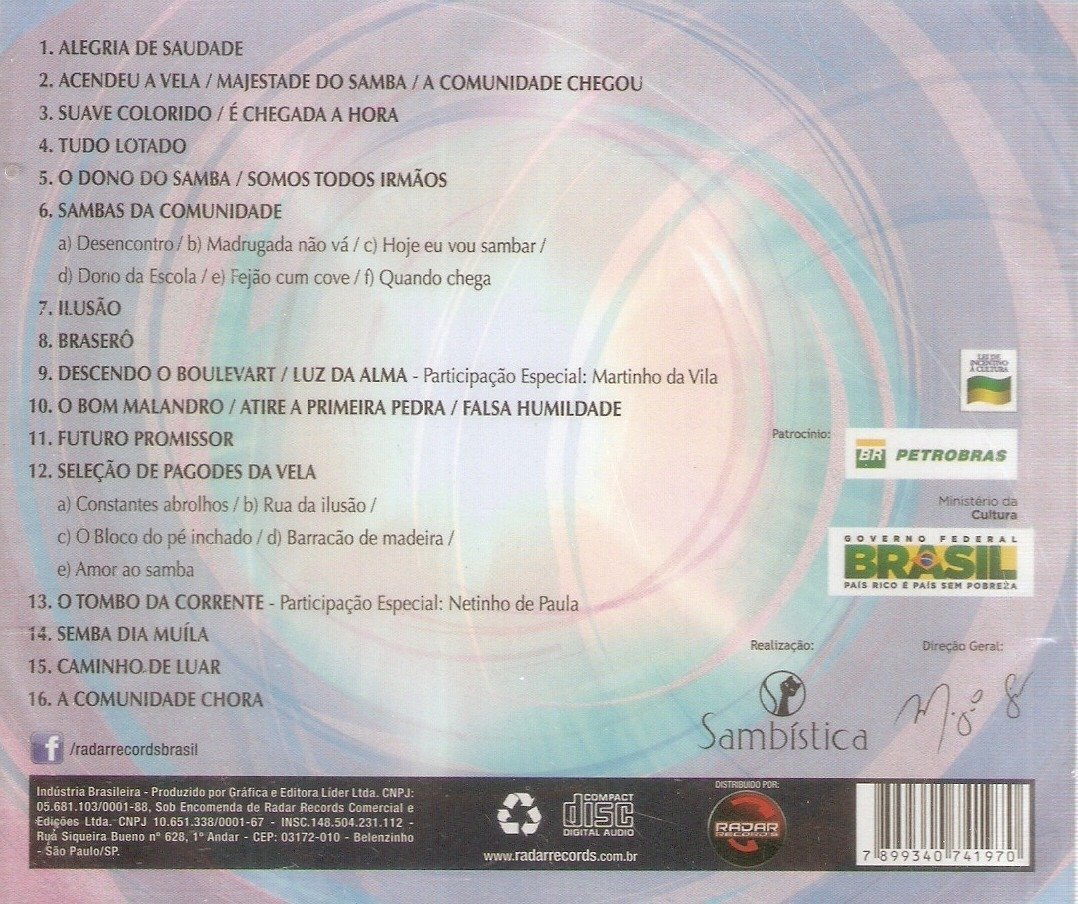 1. ALEGRIA DE SAUDADE
2. ACENDEU A VELA / MAJESTADE DO SAMBA / A COMUNIDADE CHEGOU
3. SUAVE COLORIDO / É CHEGADA A HORA
4. TUDO LOTADO
5. O DONO DO SAMBA / SOMOS TODOS IRMÃOS
6. SAMBAS DA COMUNIDADE
a) Desencontro / b) Madrugada não vá / c) Hoje eu vou sambar /
d) Dono da Escola / e) Fejão cum cove / f) Quando chega
7. ILUSÃO
8. BRASERÔ
9. DESCENDO O BOULEVART / LUZ DA ALMA - Participação Especial: Martinho da Vila
10. O BOM MALANDRO / ATIRE A PRIMEIRA PEDRA / FALSA HUMILDADE
11. FUTURO PROMISSOR
12. SELEÇÃO DE PAGODES DA VELA
a) Constantes abrolhos / b) Rua da ilusão /
c) O Bloco do pé inchado / d) Barracão de madeira /
e) Amor ao samba
13. O TOMBO DA CORRENTE - Participação Especial: Netinho de Paula
14. SEMBA DIA MUÍLA
15. CAMINHO DE LUAR
16. A COMUNIDADE CHORA
LEI DE
INCENTIVO
À CULTURA
Patrocínio:
BR PETROBRAS
Ministério da
Cultura
GOVERNO FEDERAL
BRASIL
PAÍS RICO É PAÍS SEM POBREZA
Realização:
Sambística
Direção Geral:
f /radarrecordsbrasil
Indústria Brasileira - Produzido por Gráfica e Editora Líder Ltda. CNPJ:
05.681.103/0001-88, Sob Encomenda de Radar Records Comercial e
Edições Ltda. CNPJ 10.651.338/0001-67 - INSC.148.504.231.112 -
Rua Siqueira Bueno nº 628, 1º Andar - CEP: 03172-010 - Belenzinho
- São Paulo/SP.
COMPACT
disc
DIGITAL AUDIO
www.radarrecords.com.br
DISTRIBUIDO POR:
RADAR
RECORDS
7 899340 741970